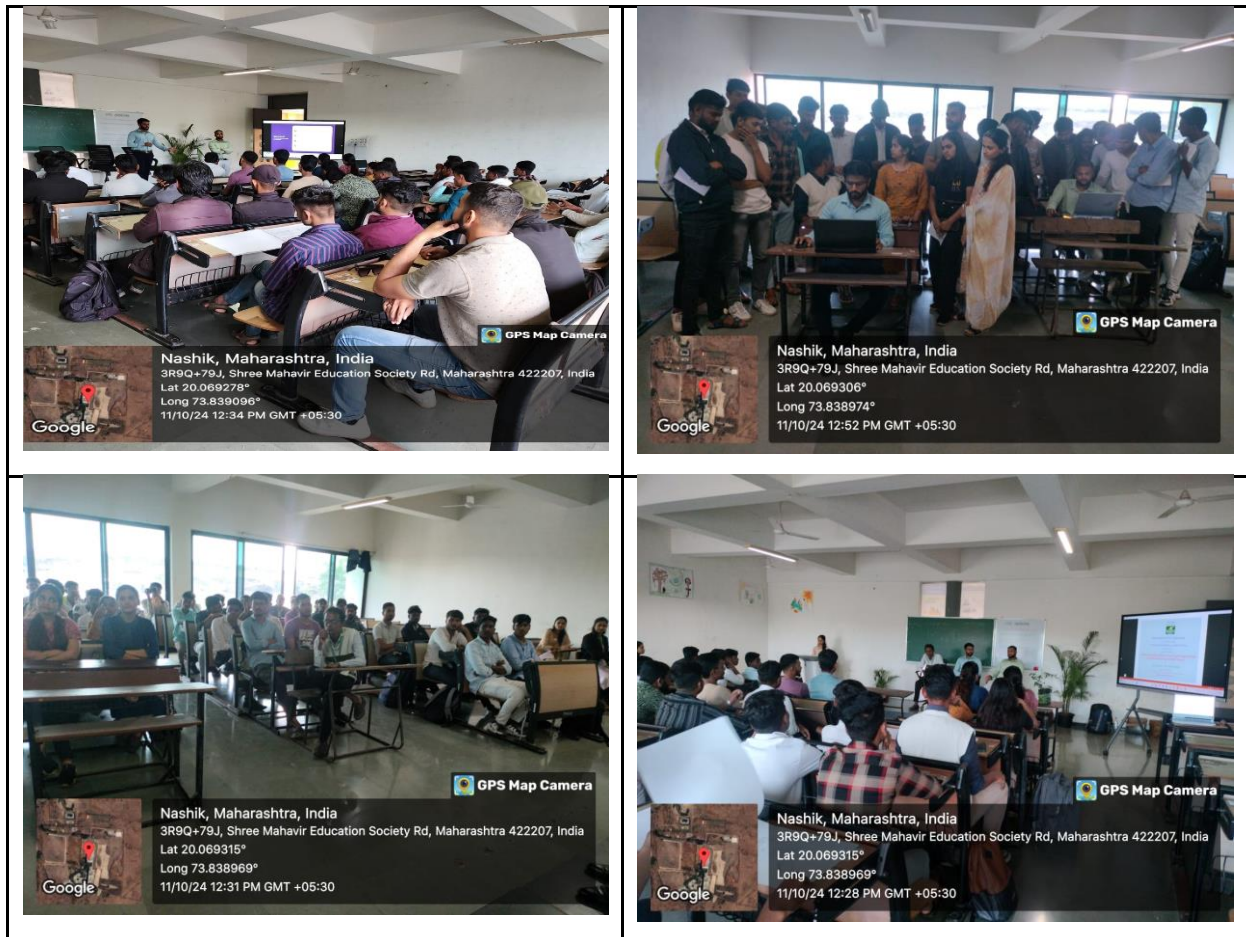 GPS Map Camera
Nashik, Maharashtra, India
3R9Q+79J, Shree Mahavir Education Society Rd, Maharashtra 422207, India
Lat 20.069278°
Long 73.839096°
11/10/24 12:34 PM GMT +05:30
Google
GPS Map Camera
Nashik, Maharashtra, India
3R9Q+79J, Shree Mahavir Education Society Rd, Maharashtra 422207, India
Lat 20.069306°
Long 73.838974°
11/10/24 12:52 PM GMT +05:30
Google
GPS Map Camera
Nashik, Maharashtra, India
3R9Q+79J, Shree Mahavir Education Society Rd, Maharashtra 422207, India
Lat 20.069315°
Long 73.838969°
11/10/24 12:31 PM GMT +05:30
Google
GPS Map Camera
Nashik, Maharashtra, India
3R9Q+79J, Shree Mahavir Education Society Rd, Maharashtra 422207, India
Lat 20.069315°
Long 73.838969°
11/10/24 12:28 PM GMT +05:30
Google